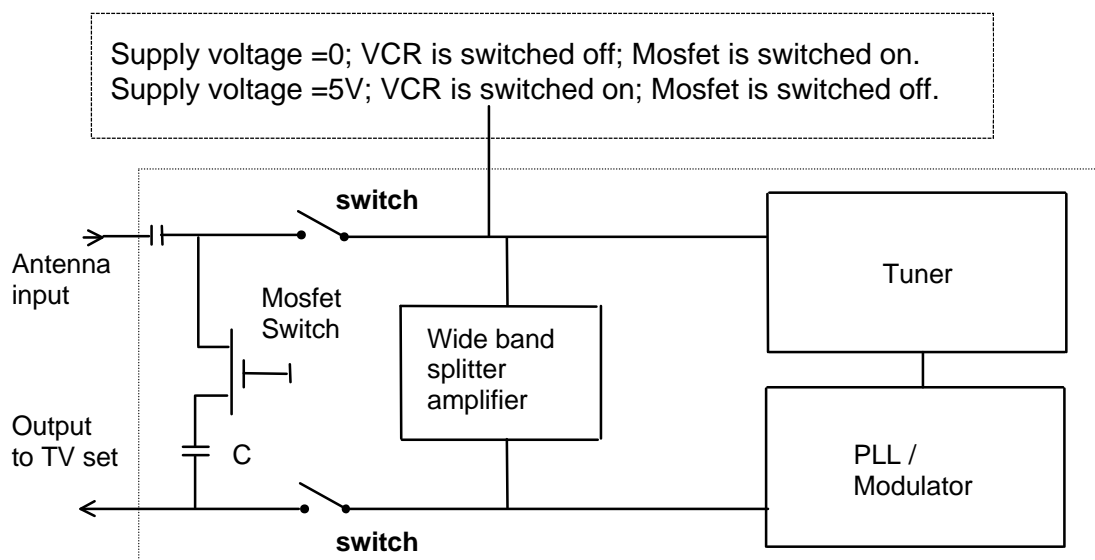 Supply voltage =0; VCR is switched off; Mosfet is switched on.
Supply voltage =5V; VCR is switched on; Mosfet is switched off.
switch
Antenna
input
Mosfet
Switch
Wide band
splitter
amplifier
Tuner
Output
to TV set
C
PLL /
Modulator
switch